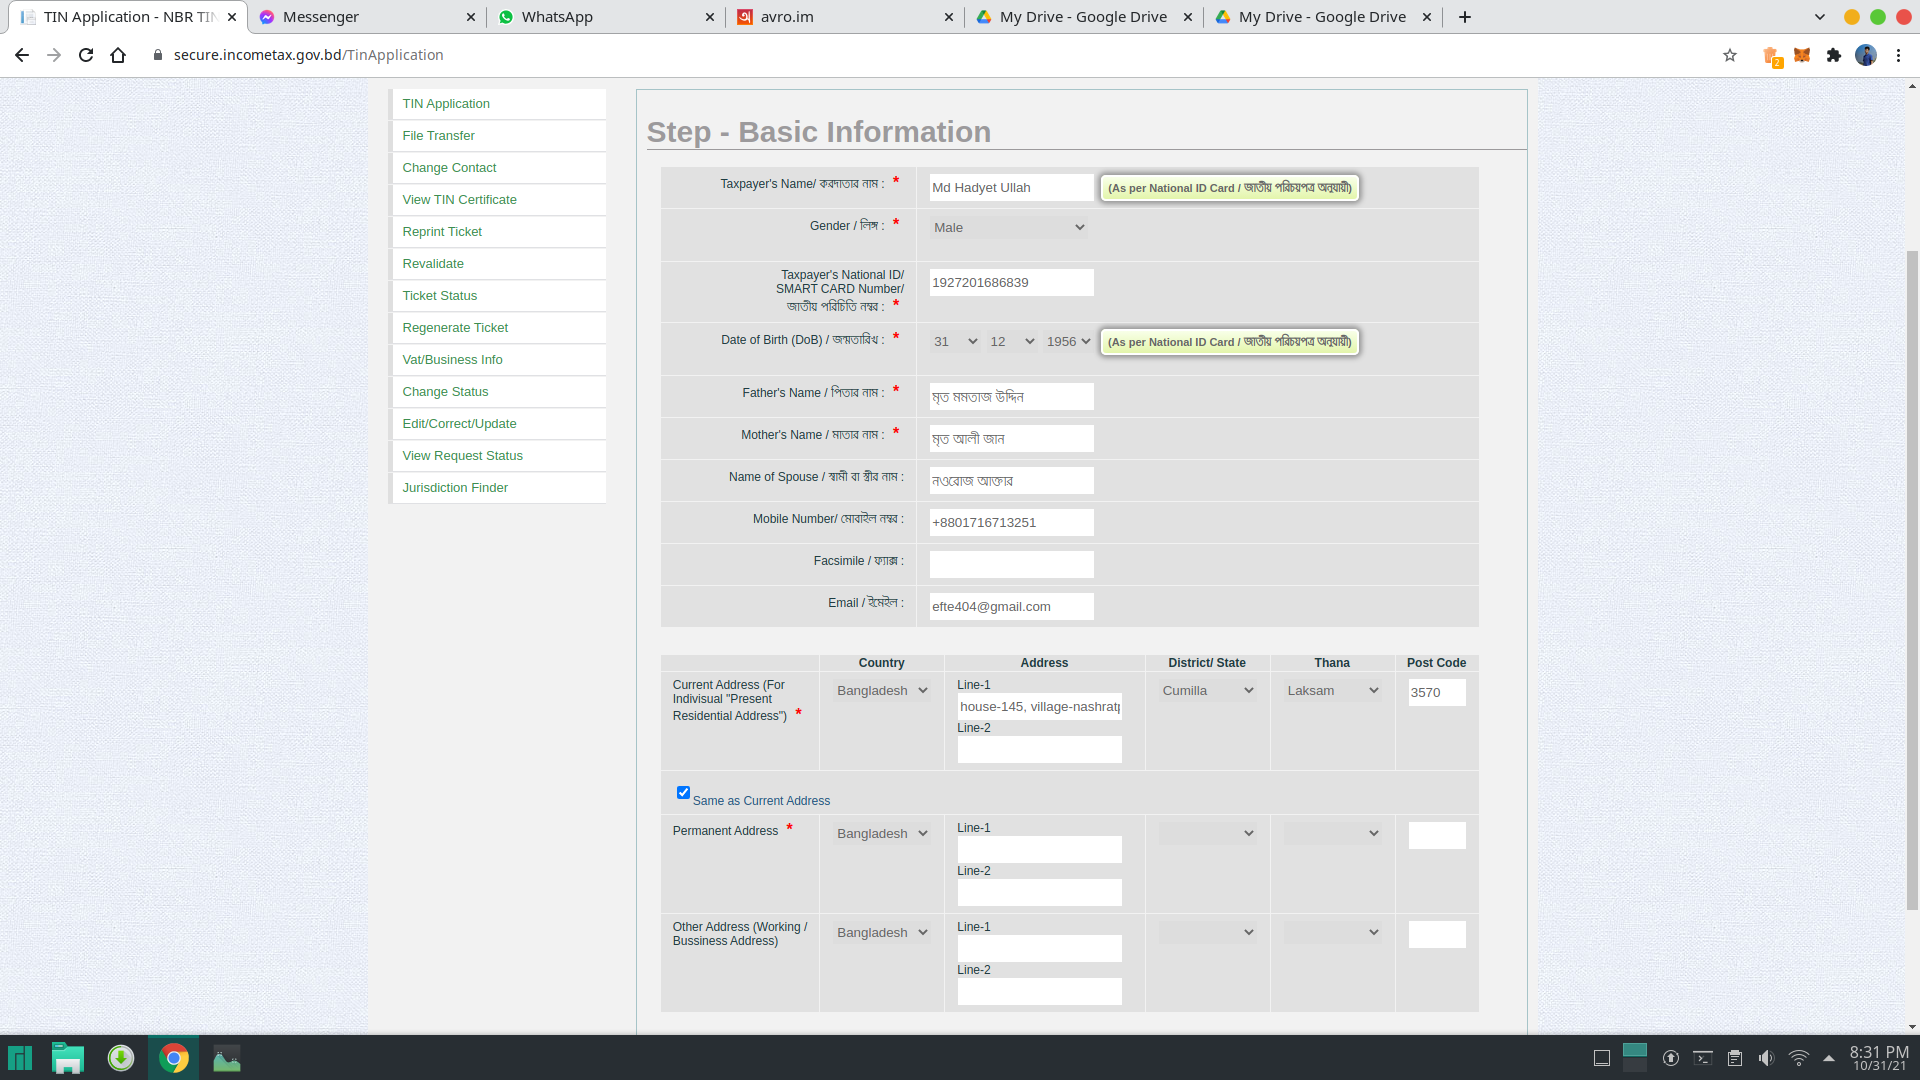 TIN Application - NBR TIN
Messenger
WhatsApp
avro.im
My Drive - Google Drive
My Drive - Google Drive
secure.incometax.gov.bd/TinApplication
2
TIN Application
File Transfer
Change Contact
View TIN Certificate
Reprint Ticket
Revalidate
Ticket Status
Regenerate Ticket
Vat/Business Info
Change Status
Edit/Correct/Update
View Request Status
Jurisdiction Finder
Step - Basic Information
Taxpayer's Name/ করদাতার নাম : * Md Hadyet Ullah (As per National ID Card / জাতীয় পরিচয়পত্র অনুযায়ী)
Gender / লিঙ্গ : * Male
Taxpayer's National ID/
SMART CARD Number/
জাতীয় পরিচিতি নম্বর : * 1927201686839
Date of Birth (DoB) / জন্মতারিখ : * 31 12 1956 (As per National ID Card / জাতীয় পরিচয়পত্র অনুযায়ী)
Father's Name / পিতার নাম : * মৃত মমতাজ উদ্দিন
Mother's Name / মাতার নাম : * মৃত আলী জান
Name of Spouse / স্বামী বা স্ত্রীর নাম : নওরোজ আক্তার
Mobile Number/ মোবাইল নম্বর : +8801716713251
Facsimile / ফ্যাক্স :
Email / ইমেইল : efte404@gmail.com
Country Address District/ State Thana Post Code
Current Address (For
Indivisual "Present
Residential Address") *
Bangladesh
Line-1
house-145, village-nashratp
Line-2
Cumilla
Laksam
3570
Same as Current Address
Permanent Address *
Bangladesh
Line-1
Line-2
Other Address (Working /
Bussiness Address)
Bangladesh
Line-1
Line-2
8:31 PM
10/31/21